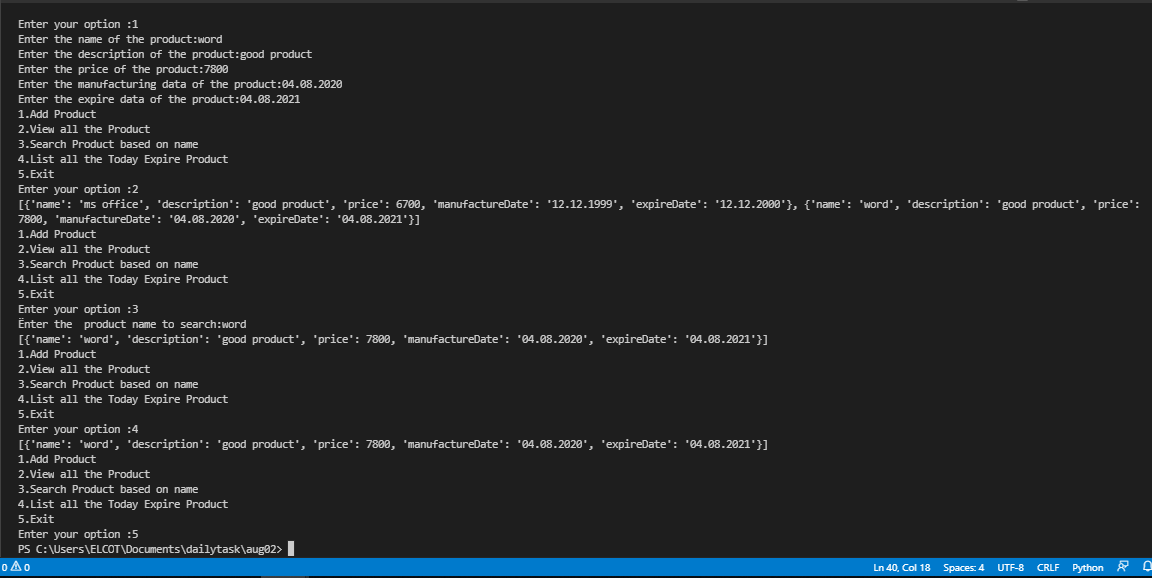 Enter your option :1
Enter the name of the product:word
Enter the description of the product:good product
Enter the price of the product:7800
Enter the manufacturing data of the product:04.08.2020
Enter the expire data of the product:04.08.2021
1.Add Product
2.View all the Product
3.Search Product based on name
4.List all the Today Expire Product
5.Exit
Enter your option :2
[{'name': 'ms office', 'description': 'good product', 'price': 6700, 'manufactureDate': '12.12.1999', 'expireDate': '12.12.2000'}, {'name': 'word', 'description': 'good product', 'price':
7800, 'manufactureDate': '04.08.2020', 'expireDate': '04.08.2021'}]
1.Add Product
2.View all the Product
3.Search Product based on name
4.List all the Today Expire Product
5.Exit
Enter your option :3
Enter the  product name to search:word
[{'name': 'word', 'description': 'good product', 'price': 7800, 'manufactureDate': '04.08.2020', 'expireDate': '04.08.2021'}]
1.Add Product
2.View all the Product
3.Search Product based on name
4.List all the Today Expire Product
5.Exit
Enter your option :4
[{'name': 'word', 'description': 'good product', 'price': 7800, 'manufactureDate': '04.08.2020', 'expireDate': '04.08.2021'}]
1.Add Product
2.View all the Product
3.Search Product based on name
4.List all the Today Expire Product
5.Exit
Enter your option :5
PS C:\Users\ELCOT\Documents\dailytask\aug02>
0 0 Ln 40, Col 18 Spaces: 4 UTF-8 CRLF Python